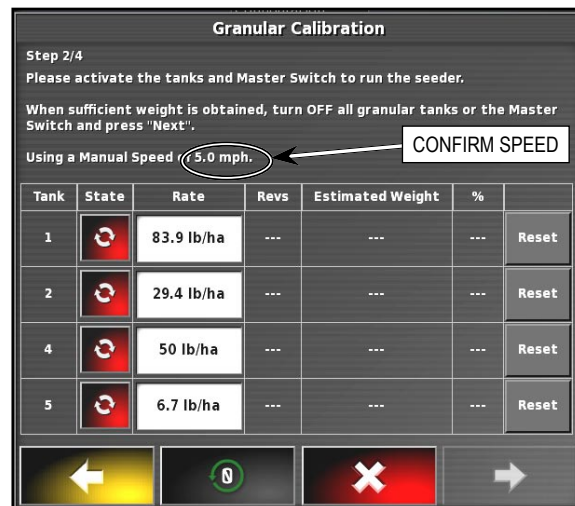 Granular Calibration
Step 2/4
Please activate the tanks and Master Switch to run the seeder.
When sufficient weight is obtained, turn OFF all granular tanks or the Master
Switch and press "Next".
Using a Manual Speed of 5.0 mph.
CONFIRM SPEED
Tank State Rate Revs Estimated Weight %
1 83.9 lb/ha --- --- --- Reset
2 29.4 lb/ha --- --- --- Reset
4 50 lb/ha --- --- --- Reset
5 6.7 lb/ha --- --- --- Reset
0